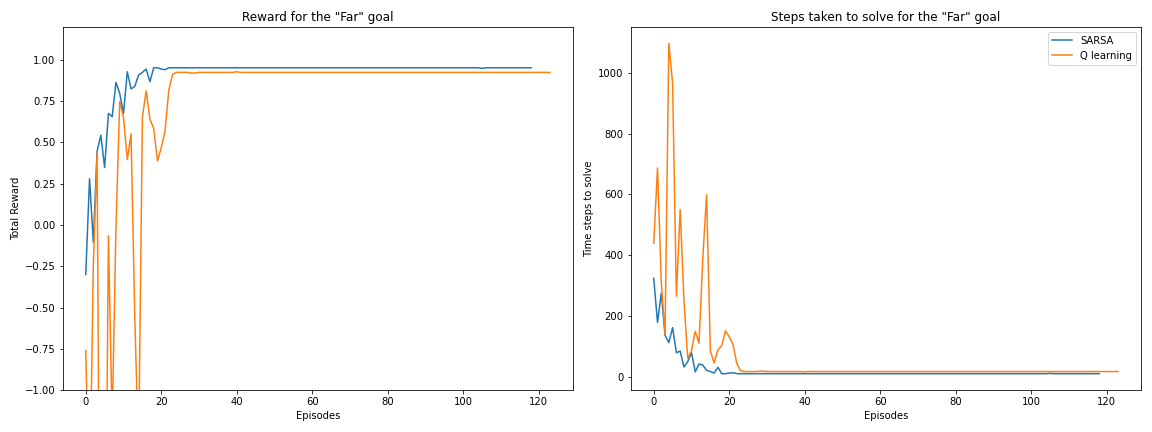 Reward for the "Far" goal
1.00
0.75
0.50
0.25
0.00
−0.25
−0.50
−0.75
−1.00
Total Reward
0 20 40 60 80 100 120
Episodes
Steps taken to solve for the "Far" goal
SARSA
Q learning
1000
800
600
400
200
0
Time steps to solve
0 20 40 60 80 100 120
Episodes